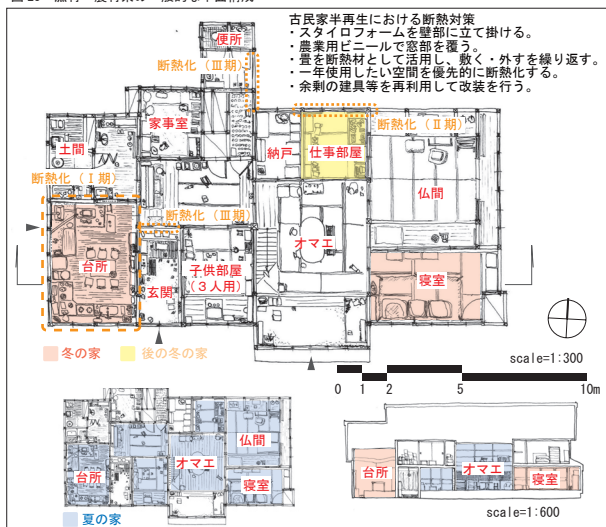 古民家半再生における断熱対策
・スタイロフォームを壁部に立て掛ける。
・農業用ビニールで窓部を覆う。
・畳を断熱材として活用し、敷く・外すを繰り返す。
・一年使用したい空間を優先的に断熱化する。
・余剰の建具等を再利用して改装を行う。
便所
断熱化（Ⅲ期）
家事室
土間
納戸
仕事部屋
断熱化（Ⅱ期）
断熱化（Ⅰ期）
仏間
断熱化（Ⅲ期）
オマエ
台所
玄関
子供部屋
（3人用）
寝室
冬の家
後の冬の家
scale=1:300
0 1 2 5 10m
仏間
台所
オマエ
寝室
夏の家
台所
オマエ
寝室
scale=1:600